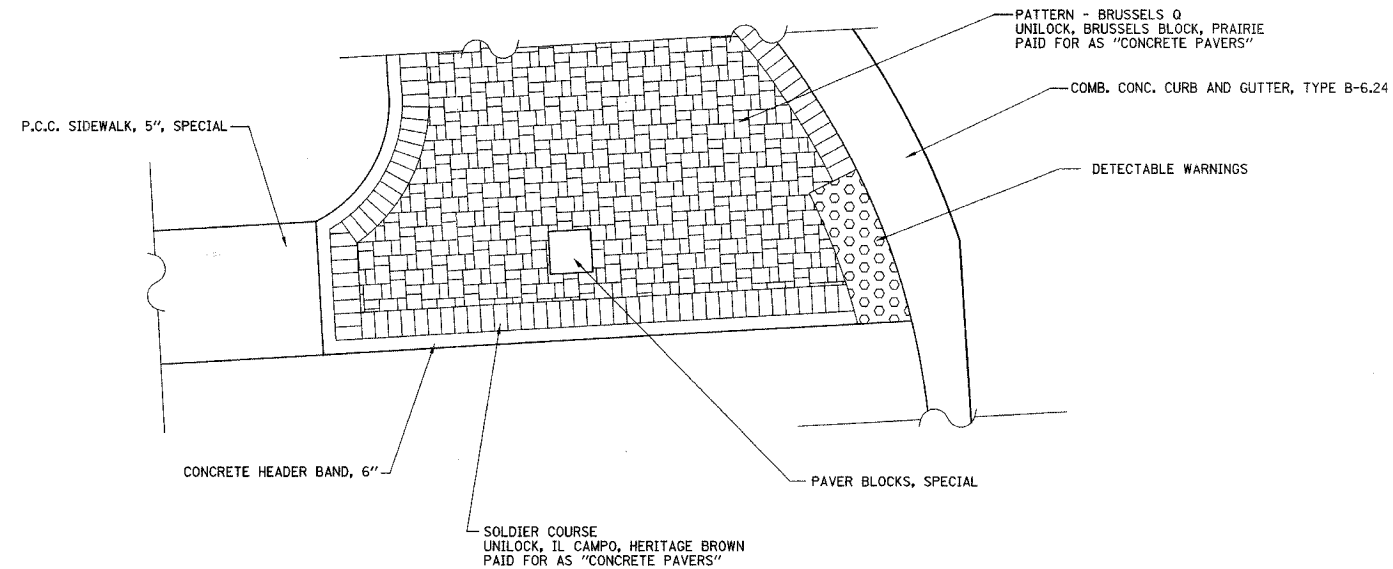 PATTERN - BRUSSELS Q
UNILOCK, BRUSSELS BLOCK, PRAIRIE
PAID FOR AS "CONCRETE PAVERS"
COMB. CONC. CURB AND GUTTER, TYPE B-6.24
P.C.C. SIDEWALK, 5", SPECIAL
DETECTABLE WARNINGS
CONCRETE HEADER BAND, 6"
PAVER BLOCKS, SPECIAL
SOLDIER COURSE
UNILOCK, IL CAMPO, HERITAGE BROWN
PAID FOR AS "CONCRETE PAVERS"